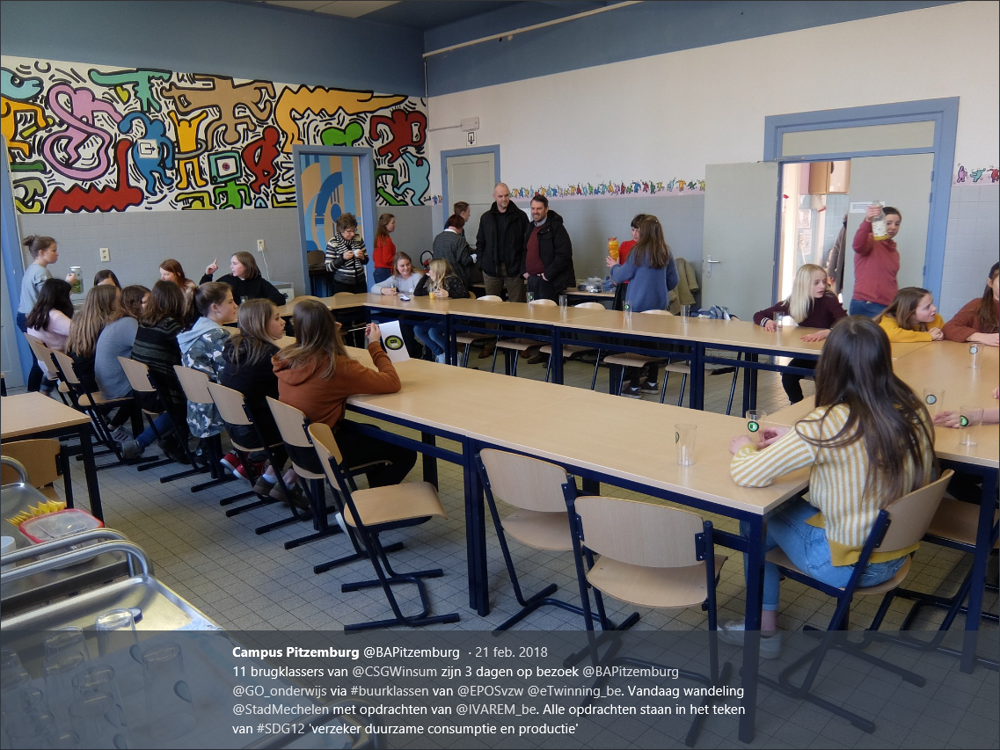 Campus Pitzemburg @BAPitzemburg · 21 feb. 2018
11 brugklassers van @CSGWinsum zijn 3 dagen op bezoek @BAPitzemburg
@GO_onderwijs via #buurklassen van @EPOSvzw @eTwinning_be. Vandaag wandeling
@StadMechelen met opdrachten van @IVAREM_be. Alle opdrachten staan in het teken
van #SDG12 'verzeker duurzame consumptie en productie'